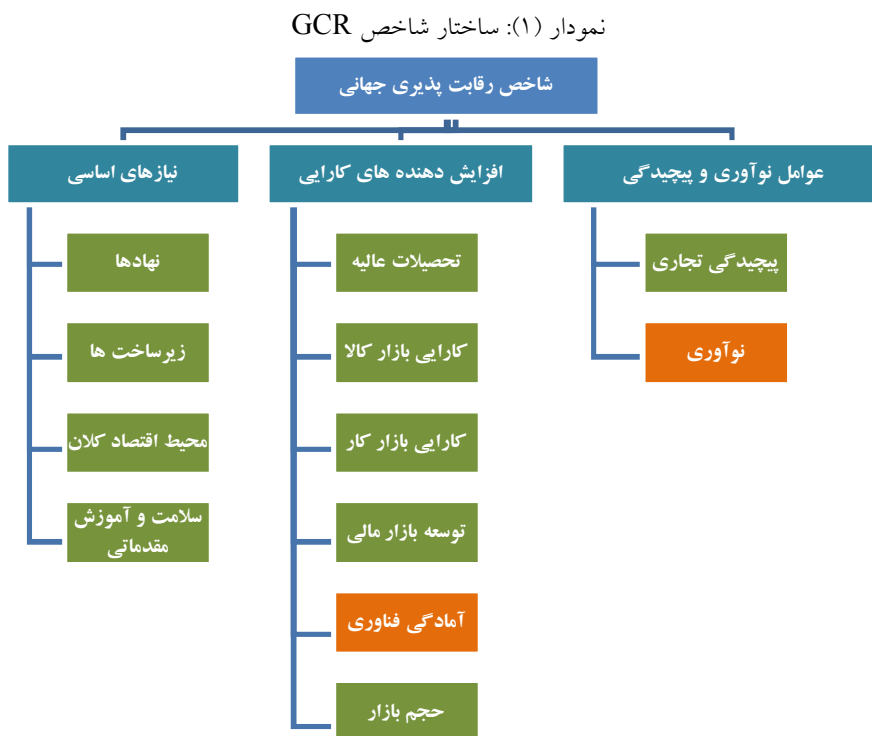 نمودار (۱): ساختار شاخص GCR
شاخص رقابت پذیری جهانی
عوامل نوآوری و پیچیدگی
پیچیدگی تجاری
نوآوری
افزایش دهنده های کارایی
تحصیلات عالیه
کارایی بازار کالا
کارایی بازار کار
توسعه بازار مالی
آمادگی فناوری
حجم بازار
نیازهای اساسی
نهادها
زیرساخت ها
محیط اقتصاد کلان
سلامت و آموزش
مقدماتی